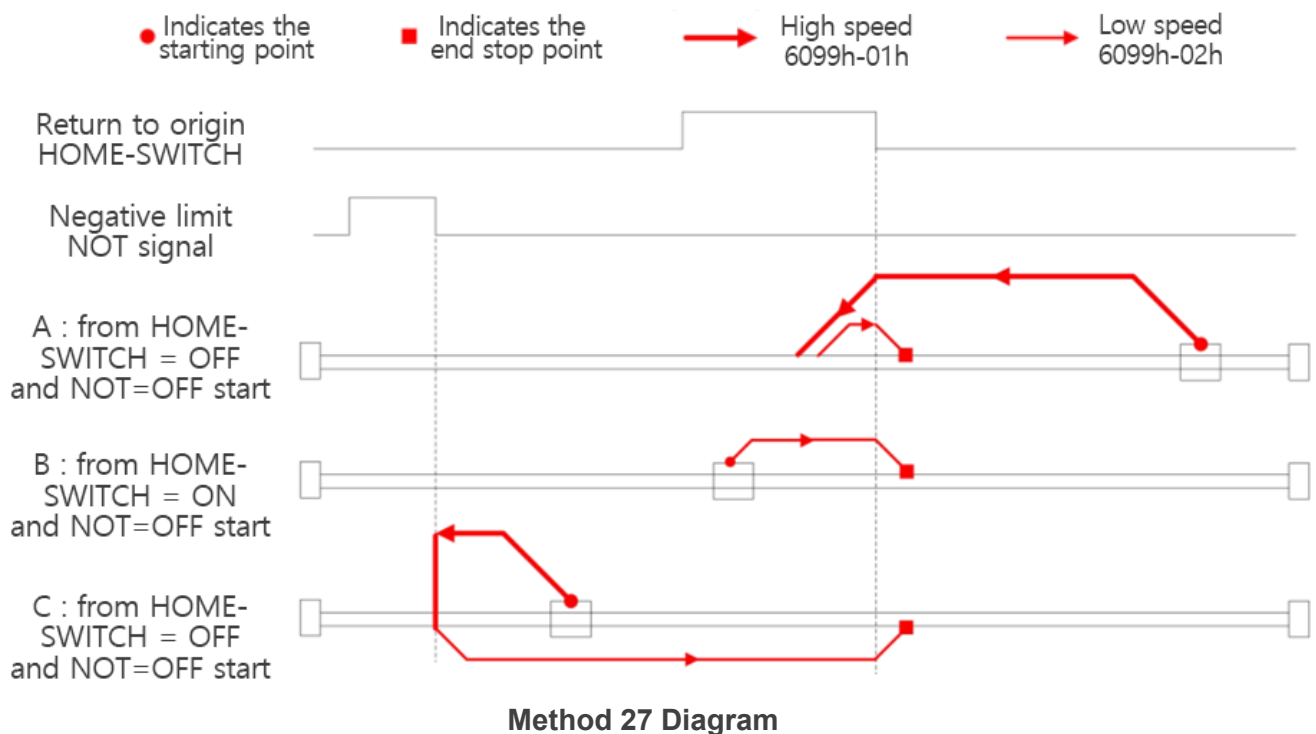 Indicates the
starting point
Indicates the
end stop point
High speed
6099h-01h
Low speed
6099h-02h
Return to origin
HOME-SWITCH
Negative limit
NOT signal
A : from HOME-
SWITCH = OFF
and NOT=OFF start
B : from HOME-
SWITCH = ON
and NOT=OFF start
C : from HOME-
SWITCH = OFF
and NOT=OFF start
Method 27 Diagram